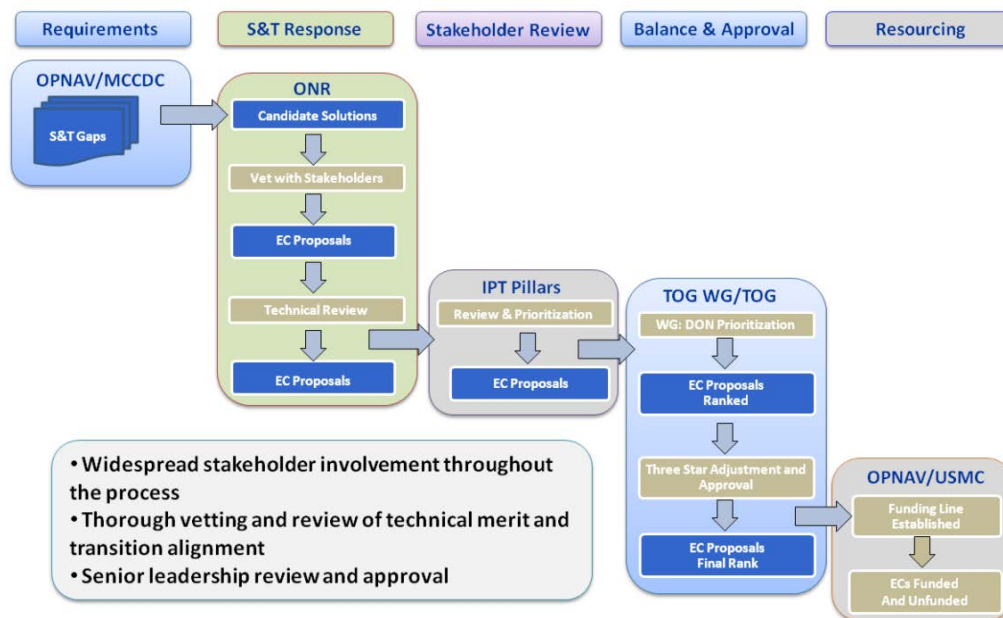 Requirements
S&T Response
Stakeholder Review
Balance & Approval
Resourcing
OPNAV/MCCDC
S&T Gaps
ONR
Candidate Solutions
Vet with Stakeholders
EC Proposals
Technical Review
EC Proposals
IPT Pillars
Review & Prioritization
EC Proposals
TOG WG/TOG
WG: DON Prioritization
EC Proposals
Ranked
Three Star Adjustment and
Approval
EC Proposals
Final Rank
OPNAV/USMC
Funding Line
Established
ECs Funded
And Unfunded
• Widespread stakeholder involvement throughout
the process
• Thorough vetting and review of technical merit and
transition alignment
• Senior leadership review and approval